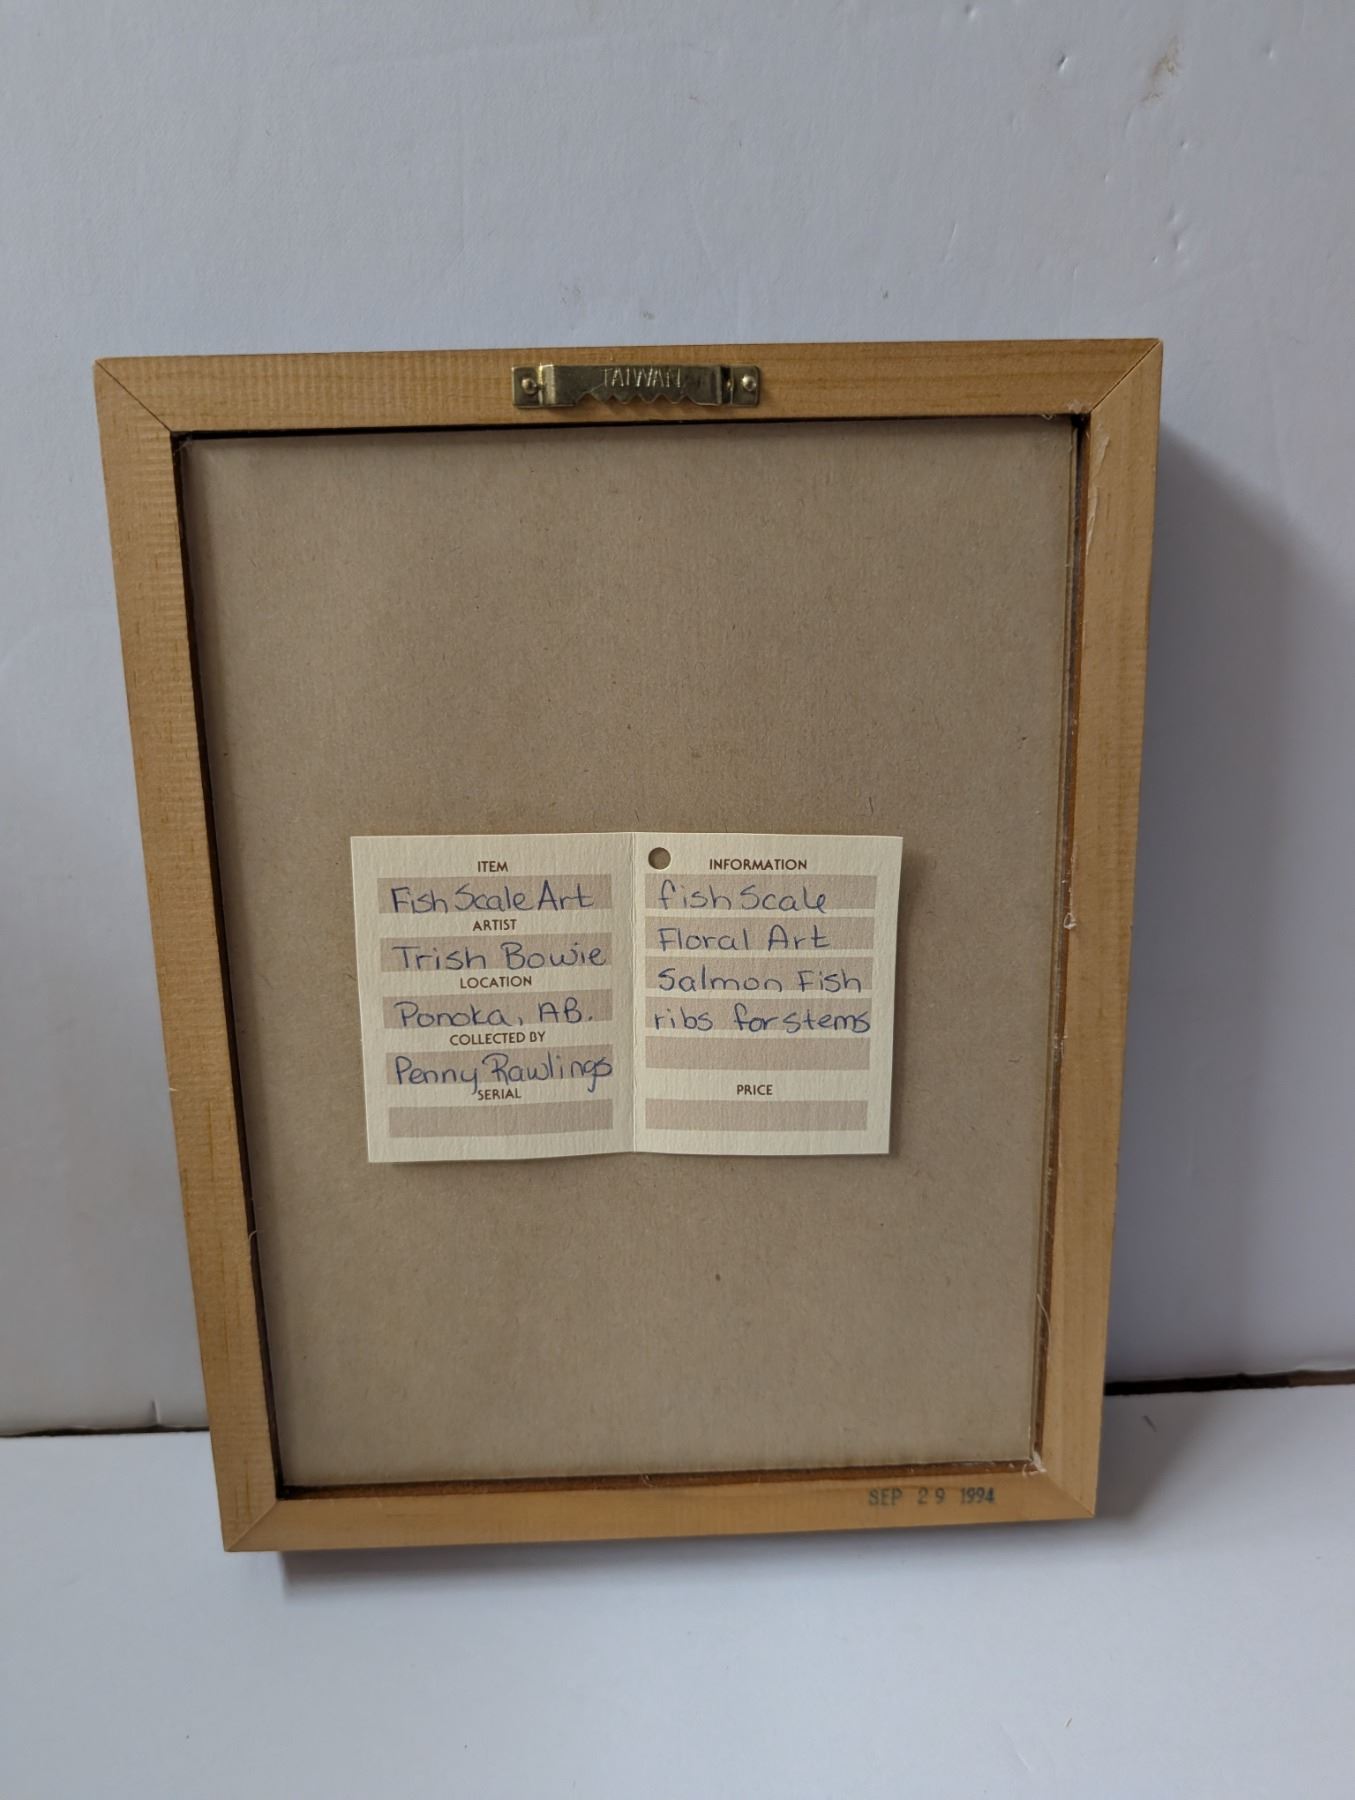 TAIWAN
ITEM
Fish Scale Art
ARTIST
Trish Bowie
LOCATION
Ponoka, AB.
COLLECTED BY
Penny Rawlings
SERIAL
INFORMATION
fish Scale
Floral Art
Salmon Fish
ribs for stems
PRICE
SEP 29 1994